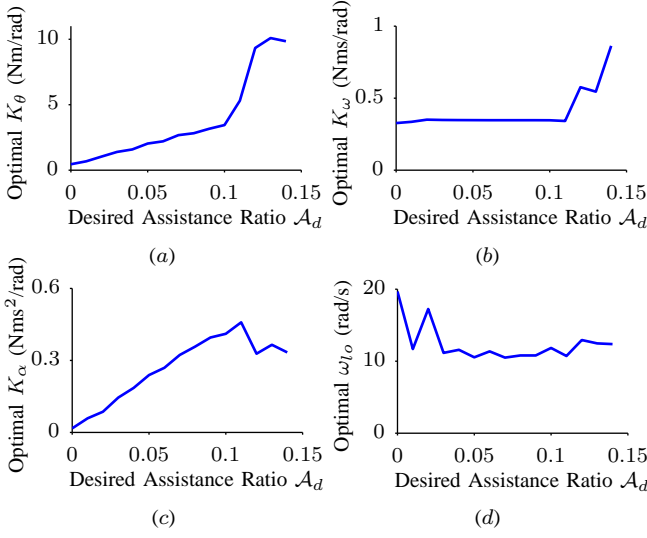 Optimal K_θ (Nm/rad)
10
5
0
0 0.05 0.1 0.15
Desired Assistance Ratio 𝒜_d
(a)
Optimal K_ω (Nms/rad)
1
0.5
0
0 0.05 0.1 0.15
Desired Assistance Ratio 𝒜_d
(b)
Optimal K_α (Nms²/rad)
0.6
0.3
0
0 0.05 0.1 0.15
Desired Assistance Ratio 𝒜_d
(c)
Optimal ω_lo (rad/s)
20
10
0
0 0.05 0.1 0.15
Desired Assistance Ratio 𝒜_d
(d)